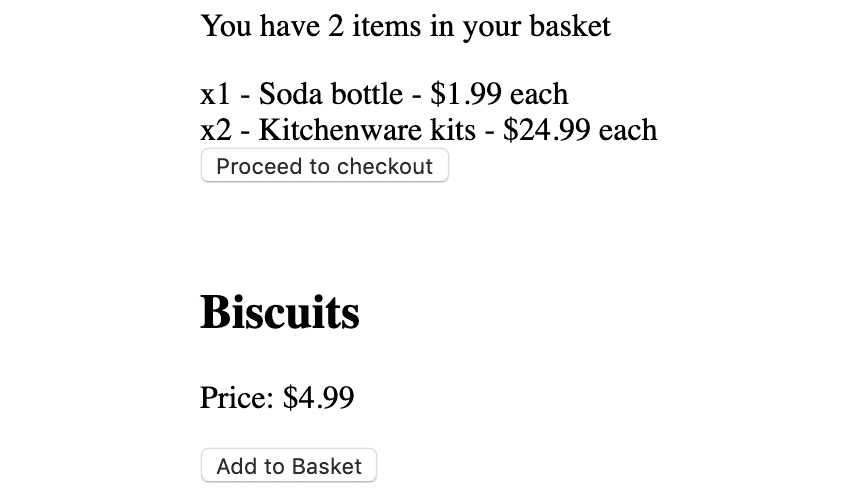 You have 2 items in your basket
x1 - Soda bottle - $1.99 each
x2 - Kitchenware kits - $24.99 each
Proceed to checkout
Biscuits
Price: $4.99
Add to Basket